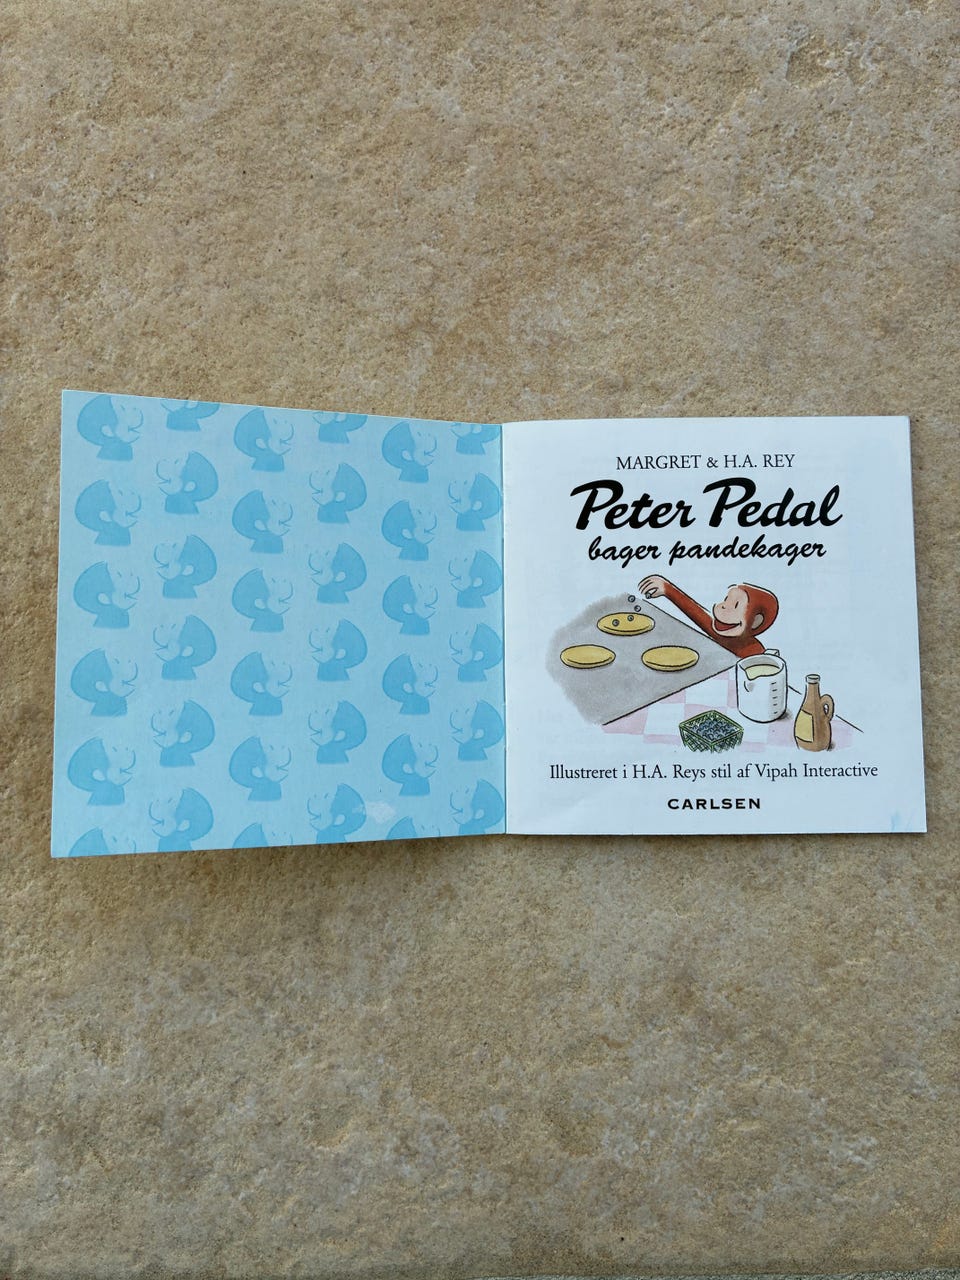 MARGRET & H.A. REY
Peter Pedal
bager pandekager
Illustreret i H.A. Reys stil af Vipah Interactive
CARLSEN